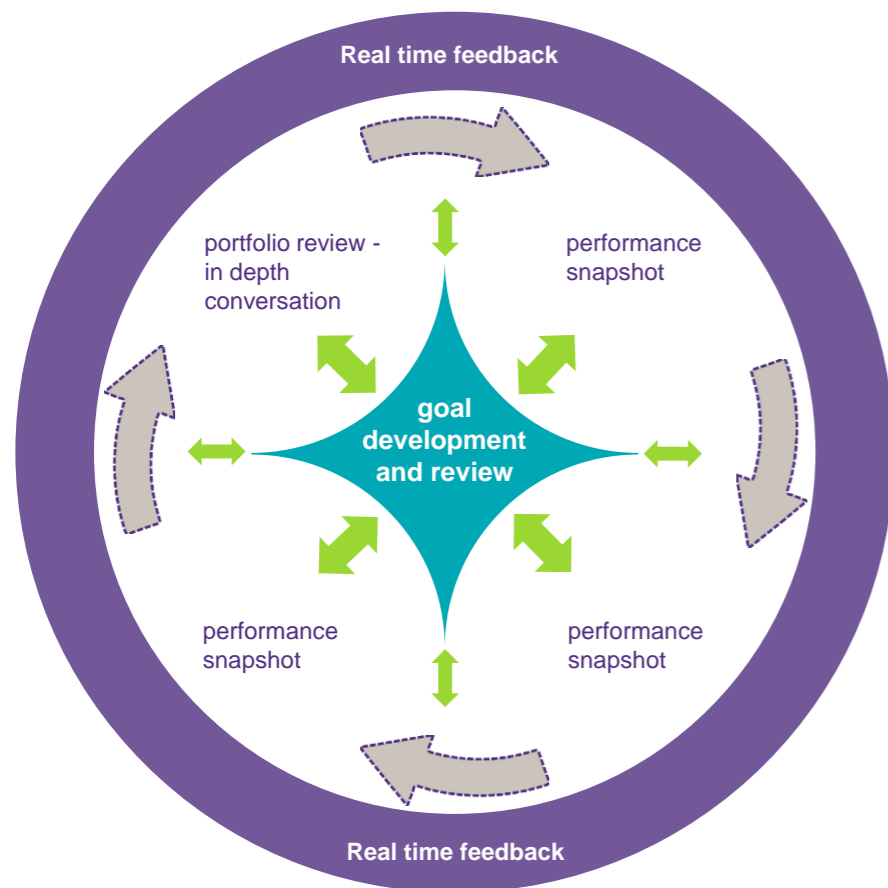 Real time feedback
portfolio review -
in depth
conversation
performance
snapshot
goal
development
and review
performance
snapshot
performance
snapshot
Real time feedback